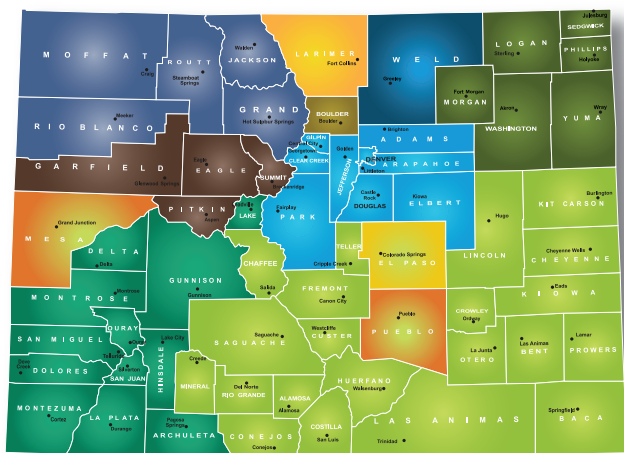 MOFFAT
Craig
ROUTT
Steamboat
Springs
Walden
JACKSON
LARIMER
Fort Collins
WELD
Greeley
LOGAN
Sterling
Julesburg
SEDGWICK
PHILLIPS
Holyoke
Fort Morgan
MORGAN
Akron
WASHINGTON
Wray
YUMA
RIO BLANCO
Meeker
GRAND
Hot Sulphur Springs
BOULDER
Boulder
GILPIN
Central City
Georgetown
CLEAR CREEK
Golden
JEFFERSON
Brighton
ADAMS
DENVER
ARAPAHOE
Littleton
GARFIELD
Glenwood Springs
Eagle
EAGLE
SUMMIT
Breckenridge
Castle
Rock
DOUGLAS
Kiowa
ELBERT
PITKIN
Aspen
Leadville
LAKE
Fairplay
PARK
Burlington
KIT CARSON
Hugo
LINCOLN
Cheyenne Wells
CHEYENNE
Grand Junction
MESA
DELTA
Delta
GUNNISON
Gunnison
CHAFFEE
Salida
TELLER
Cripple Creek
Colorado Springs
EL PASO
Montrose
MONTROSE
FREMONT
Canon City
Eads
KIOWA
OURAY
Ouray
Lake City
HINSDALE
Saguache
SAGUACHE
Westcliffe
CUSTER
Pueblo
PUEBLO
CROWLEY
Ordway
La Junta
OTERO
Las Animas
BENT
Lamar
PROWERS
SAN MIGUEL
Telluride
Dove
Creek
DOLORES
Silverton
SAN JUAN
Creede
MINERAL
Del Norte
RIO GRANDE
ALAMOSA
Alamosa
HUERFANO
Walsenburg
MONTEZUMA
Cortez
LA PLATA
Durango
Pagosa
Springs
ARCHULETA
CONEJOS
Conejos
COSTILLA
San Luis
LAS ANIMAS
Trinidad
Springfield
BACA